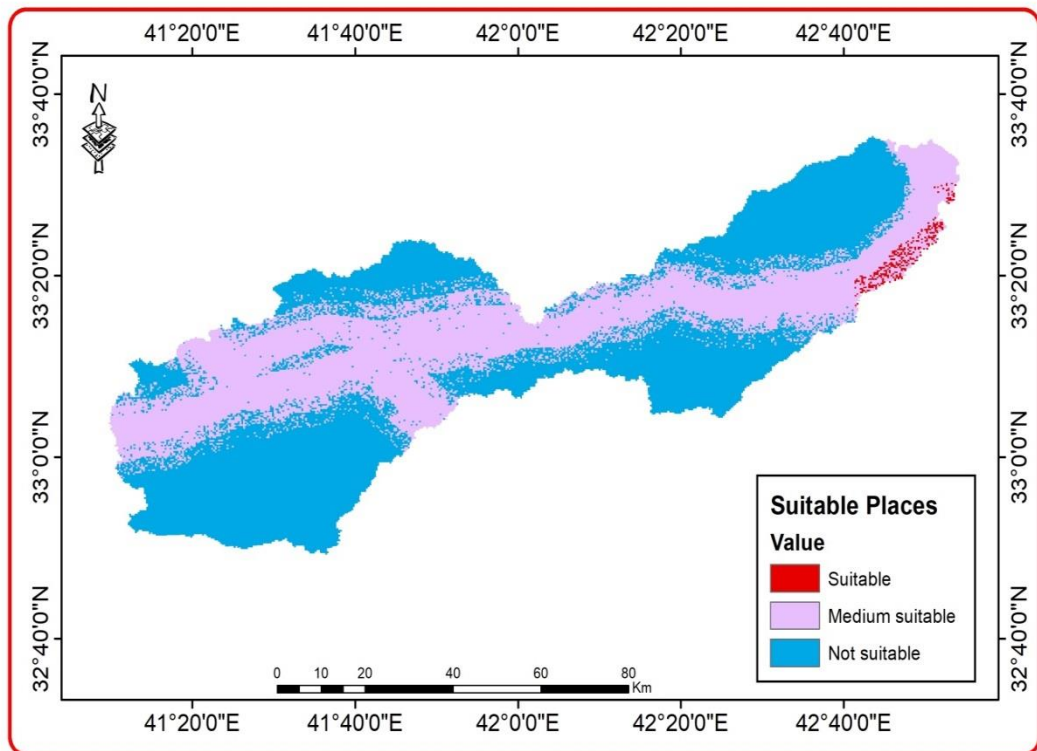 41°20'0"E 41°40'0"E 42°0'0"E 42°20'0"E 42°40'0"E
N
33°40'0"N 33°40'0"N
33°20'0"N 33°20'0"N
33°0'0"N 33°0'0"N
32°40'0"N 32°40'0"N
Suitable Places
Value
Suitable
Medium suitable
Not suitable
0 10 20 40 60 80
Km
41°20'0"E 41°40'0"E 42°0'0"E 42°20'0"E 42°40'0"E